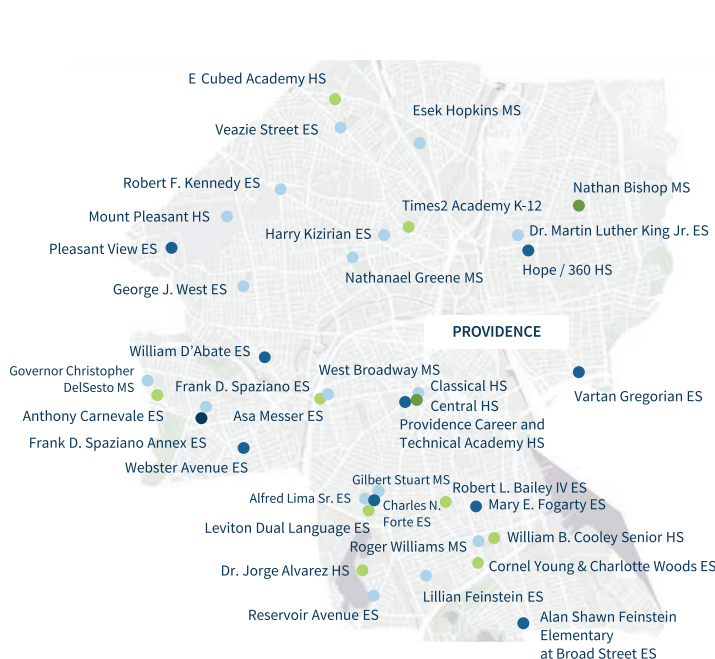 E Cubed Academy HS
Esek Hopkins MS
Veazie Street ES
Robert F. Kennedy ES
Nathan Bishop MS
Times2 Academy K-12
Mount Pleasant HS
Harry Kizirian ES
Dr. Martin Luther King Jr. ES
Pleasant View ES
Hope / 360 HS
Nathanael Greene MS
George J. West ES
PROVIDENCE
William D’Abate ES
Governor Christopher
DelSesto MS
West Broadway MS
Frank D. Spaziano ES
Classical HS
Vartan Gregorian ES
Central HS
Anthony Carnevale ES
Asa Messer ES
Providence Career and
Technical Academy HS
Frank D. Spaziano Annex ES
Webster Avenue ES
Gilbert Stuart MS
Robert L. Bailey IV ES
Alfred Lima Sr. ES
Charles N.
Forte ES
Mary E. Fogarty ES
Leviton Dual Language ES
William B. Cooley Senior HS
Roger Williams MS
Cornel Young & Charlotte Woods ES
Dr. Jorge Alvarez HS
Lillian Feinstein ES
Reservoir Avenue ES
Alan Shawn Feinstein
Elementary
at Broad Street ES